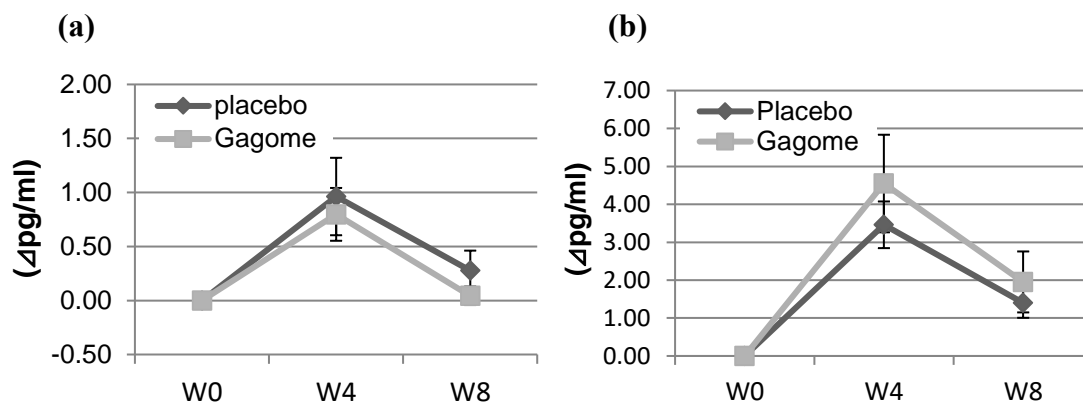 (a)
(⊿pg/ml)
2.00
1.50
1.00
0.50
0.00
-0.50
placebo
Gagome
W0 W4 W8
(b)
(⊿pg/ml)
7.00
6.00
5.00
4.00
3.00
2.00
1.00
0.00
Placebo
Gagome
W0 W4 W8